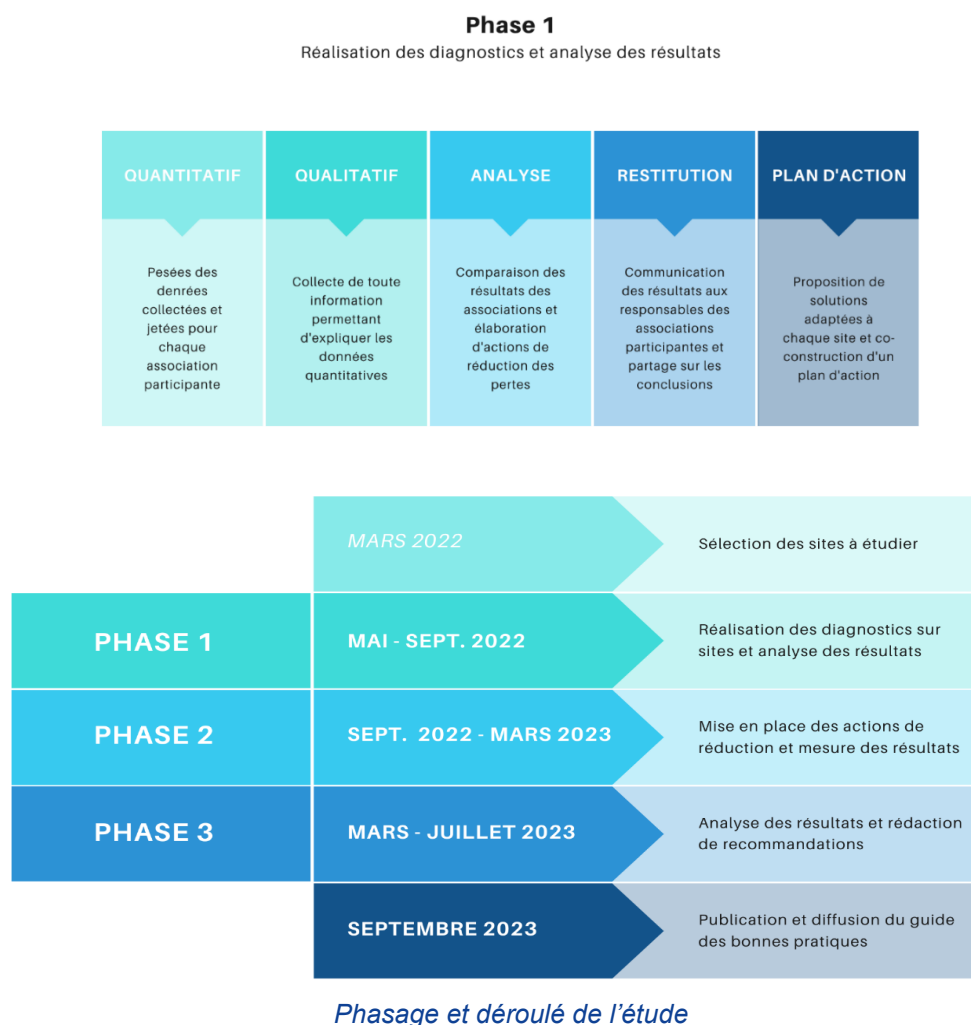 Phase 1
Réalisation des diagnostics et analyse des résultats
QUANTITATIF
Pesées des
denrées
collectées et
jetées pour
chaque
association
participante
QUALITATIF
Collecte de toute
information
permettant
d'expliquer les
données
quantitatives
ANALYSE
Comparaison des
résultats des
associations et
élaboration
d'actions de
réduction des
pertes
RESTITUTION
Communication
des résultats aux
responsables des
associations
participantes et
partage sur les
conclusions
PLAN D'ACTION
Proposition de
solutions
adaptées à
chaque site et co-
construction d'un
plan d'action
MARS 2022
Sélection des sites à étudier
PHASE 1
MAI - SEPT. 2022
Réalisation des diagnostics sur
sites et analyse des résultats
PHASE 2
SEPT. 2022 - MARS 2023
Mise en place des actions de
réduction et mesure des résultats
PHASE 3
MARS - JUILLET 2023
Analyse des résultats et rédaction
de recommandations
SEPTEMBRE 2023
Publication et diffusion du guide
des bonnes pratiques
Phasage et déroulé de l'étude